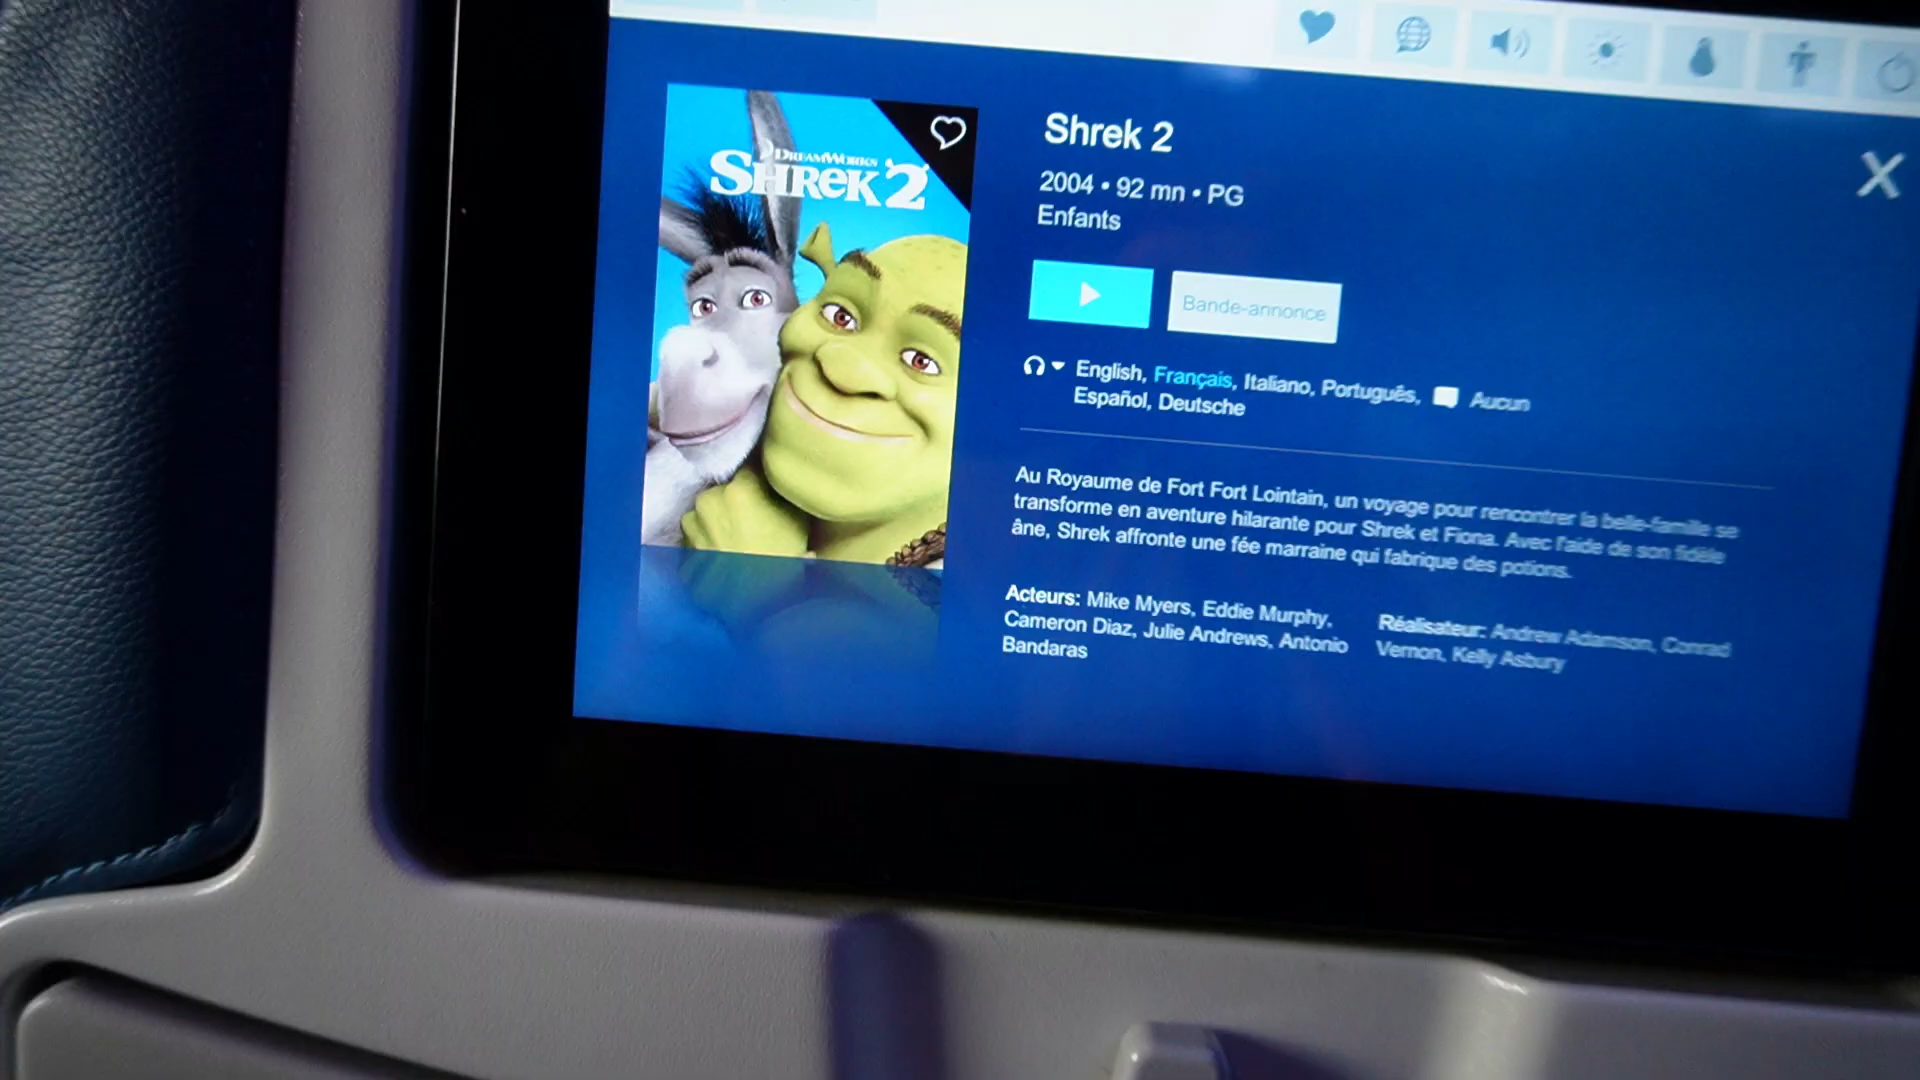 DREAMWORKS
SHREK 2
Shrek 2
2004 • 92 mn • PG
Enfants
Bande-annonce
English, Français, Italiano, Português,
Español, Deutsche
Aucun
Au Royaume de Fort Fort Lointain, un voyage pour rencontrer la belle-famille se
transforme en aventure hilarante pour Shrek et Fiona. Avec l'aide de son fidèle
âne, Shrek affronte une fée marraine qui fabrique des potions.
Acteurs: Mike Myers, Eddie Murphy,
Cameron Diaz, Julie Andrews, Antonio
Bandaras
Réalisateur: Andrew Adamson, Conrad
Vernon, Kelly Asbury